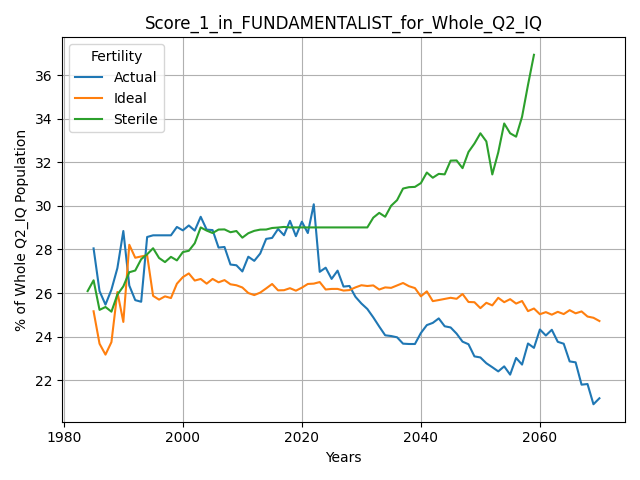 Score_1_in_FUNDAMENTALIST_for_Whole_Q2_IQ
Fertility
Actual
Ideal
Sterile
% of Whole Q2_IQ Population
36
34
32
30
28
26
24
22
1980
2000
2020
2040
2060
Years